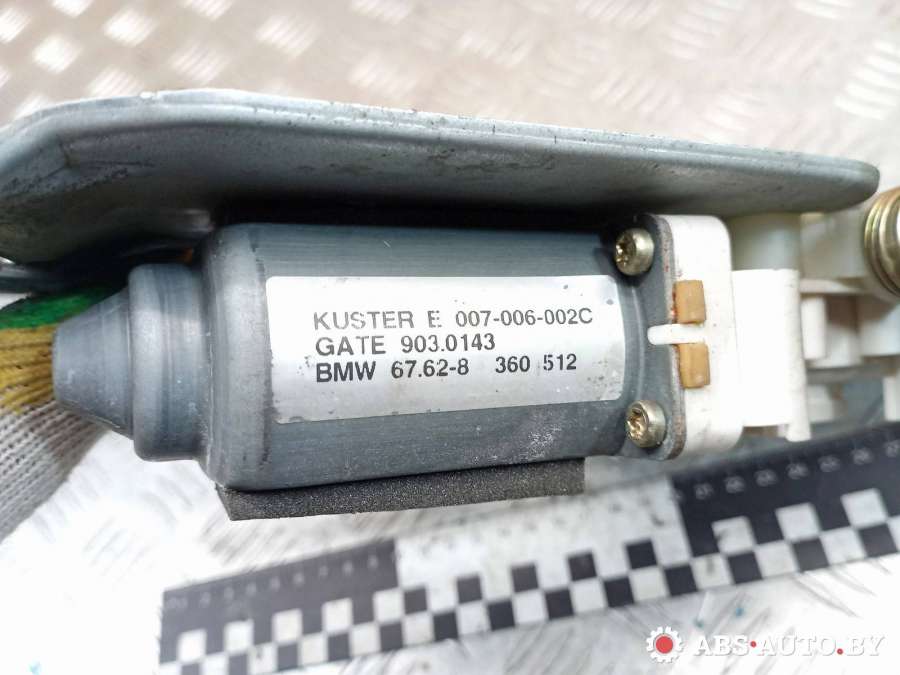 KUSTER E 007-006-002C
GATE 903.0143
BMW 67.62-8 360 512
ABS-AUTO.BY